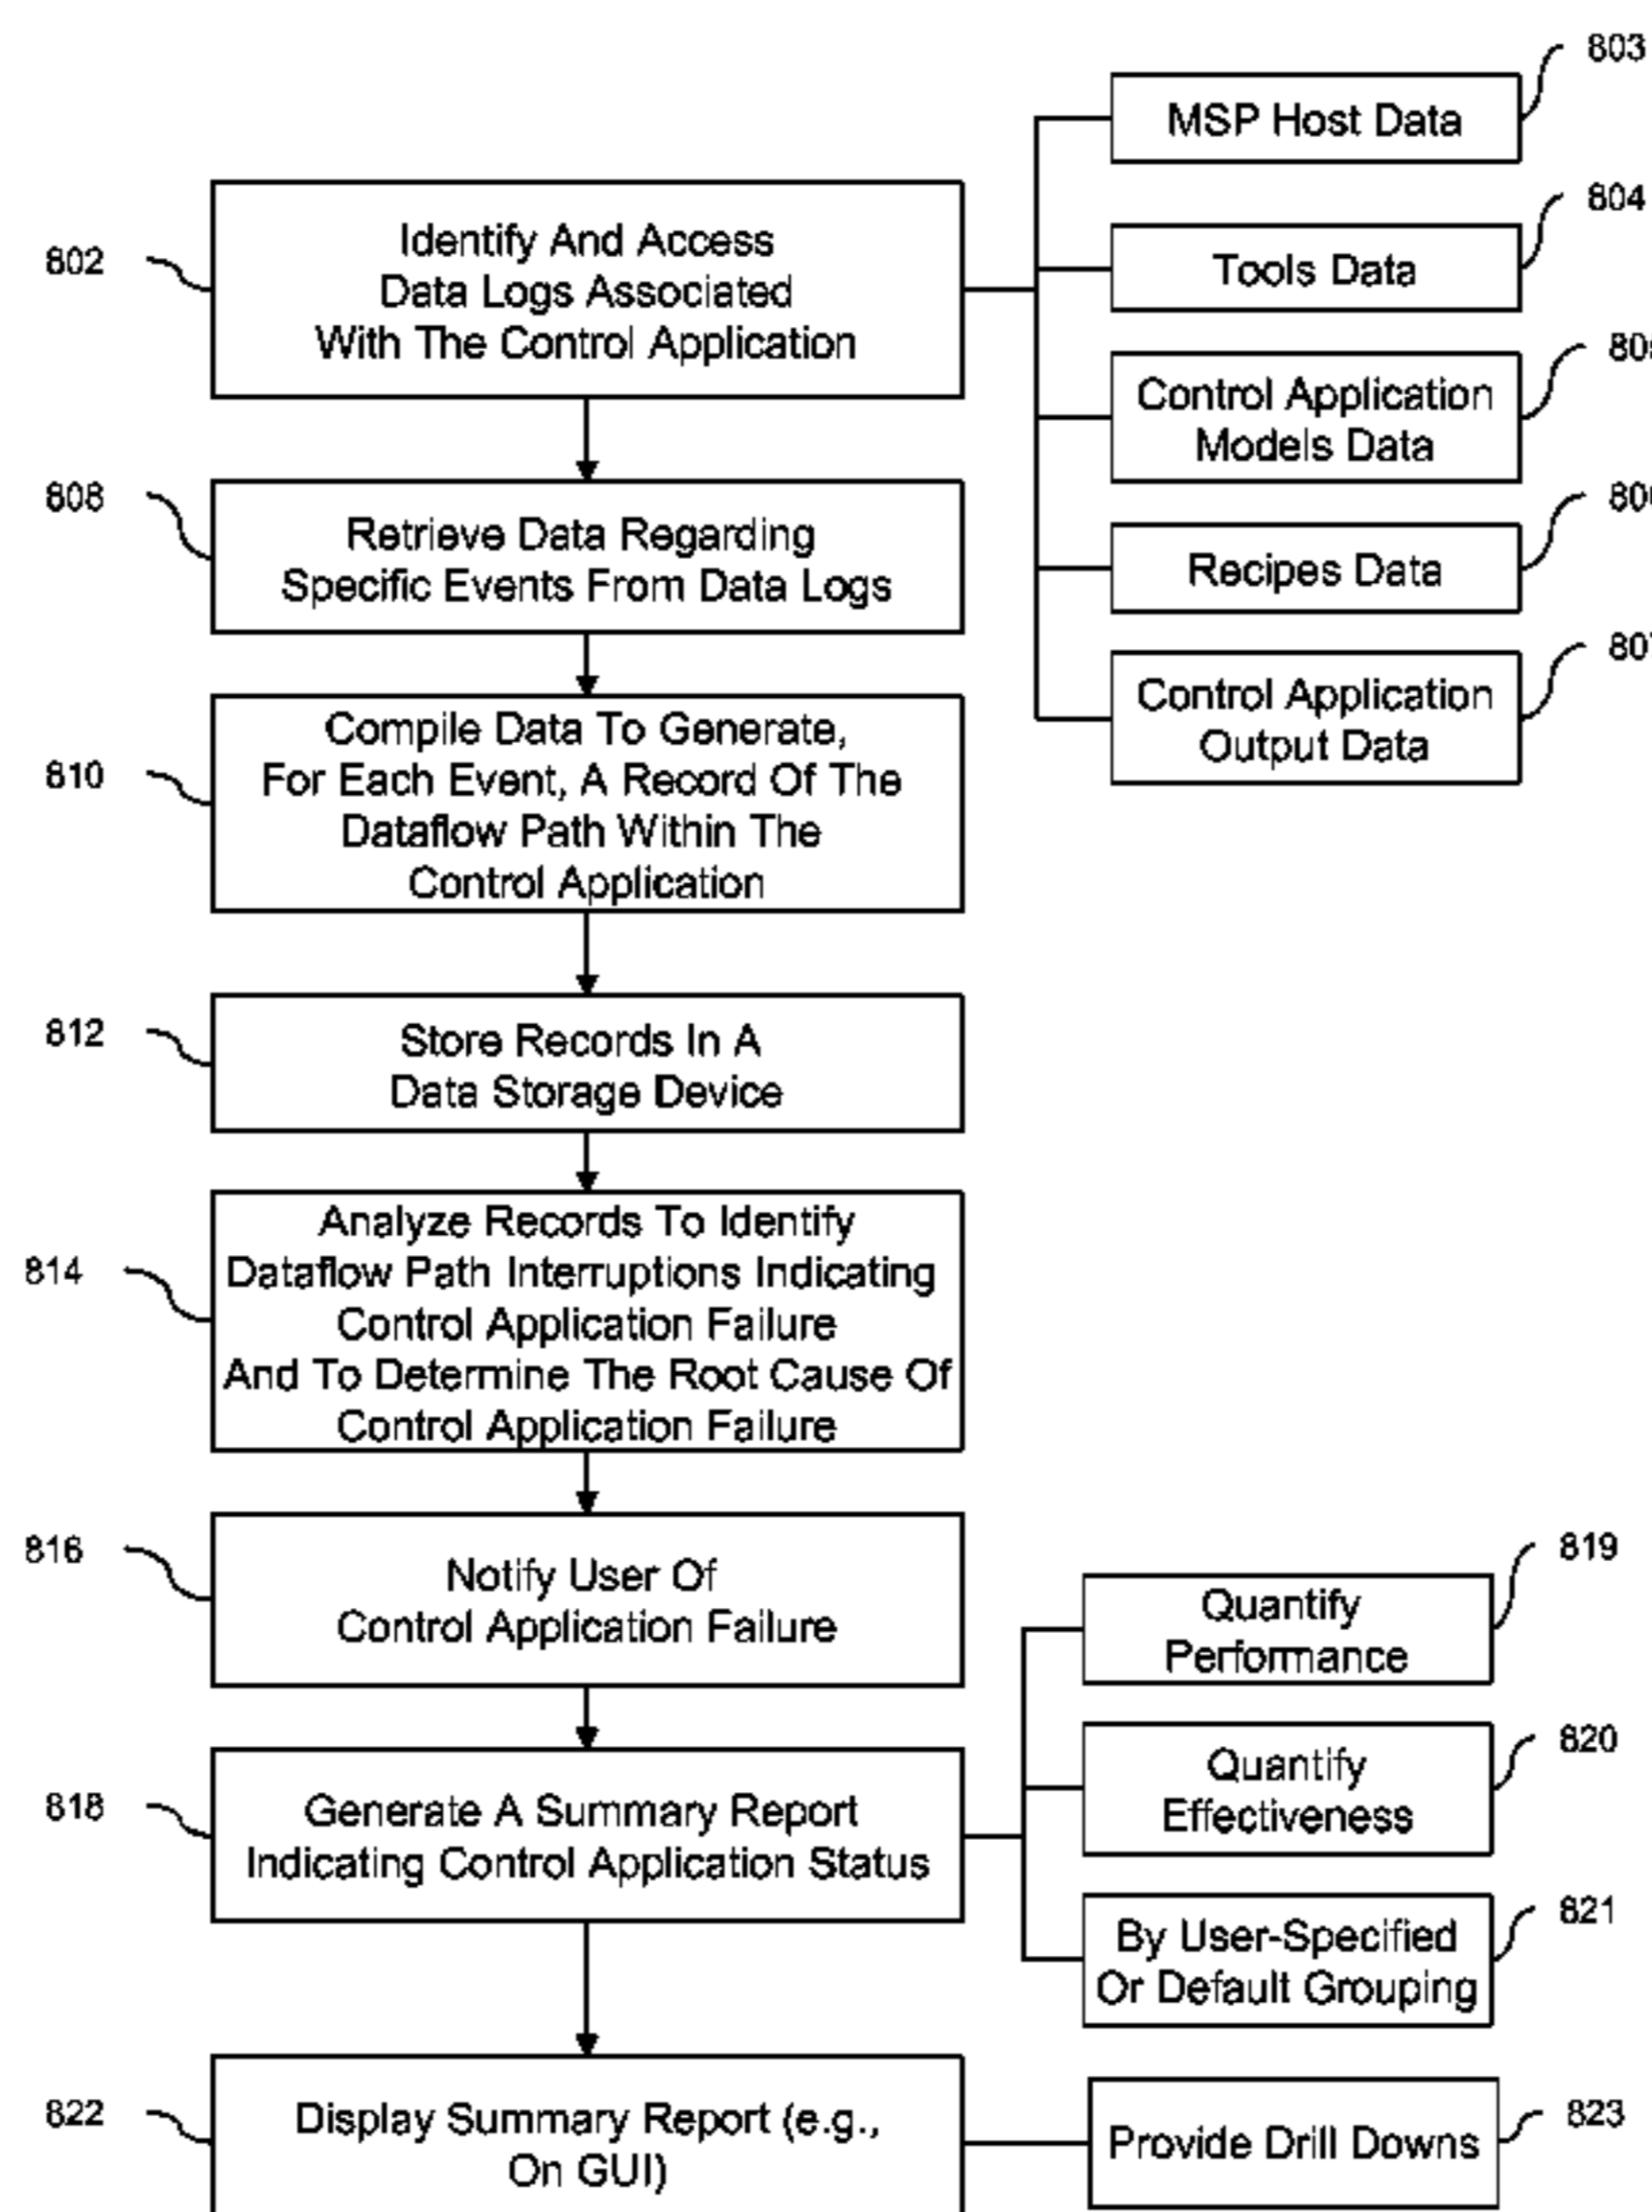 803
MSP Host Data
804
Tools Data
802
Identify And Access
Data Logs Associated
With The Control Application
Control Application
Models Data
808
Retrieve Data Regarding
Specific Events From Data Logs
Recipes Data
Control Application
Output Data
810
Compile Data To Generate,
For Each Event, A Record Of The
Dataflow Path Within The
Control Application
812
Store Records In A
Data Storage Device
814
Analyze Records To Identify
Dataflow Path Interruptions Indicating
Control Application Failure
And To Determine The Root Cause Of
Control Application Failure
816
Notify User Of
Control Application Failure
819
Quantify
Performance
820
Quantify
Effectiveness
818
Generate A Summary Report
Indicating Control Application Status
821
By User-Specified
Or Default Grouping
822
Display Summary Report (e.g.,
On GUI)
823
Provide Drill Downs